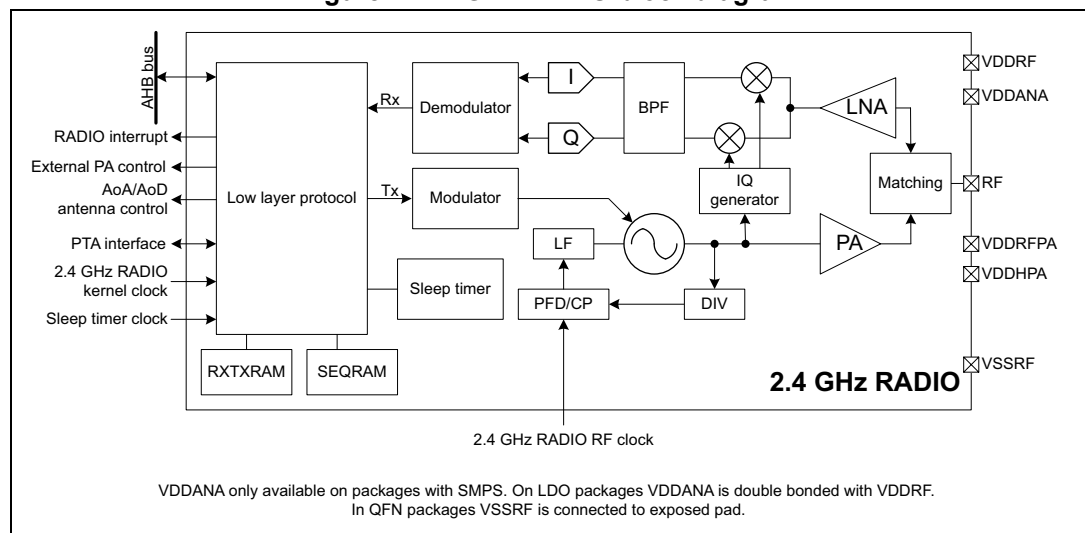 AHB bus
RADIO interrupt
External PA control
AoA/AoD
antenna control
PTA interface
2.4 GHz RADIO
kernel clock
Sleep timer clock
Low layer protocol
Rx
Tx
Demodulator
Modulator
Sleep timer
RXTXRAM
SEQRAM
I
Q
BPF
IQ
generator
LNA
Matching
PA
LF
PFD/CP
DIV
2.4 GHz RADIO
VDDRF
VDDANA
RF
VDDRFPA
VDDHPA
VSSRF
2.4 GHz RADIO RF clock
VDDANA only available on packages with SMPS. On LDO packages VDDANA is double bonded with VDDRF.
In QFN packages VSSRF is connected to exposed pad.